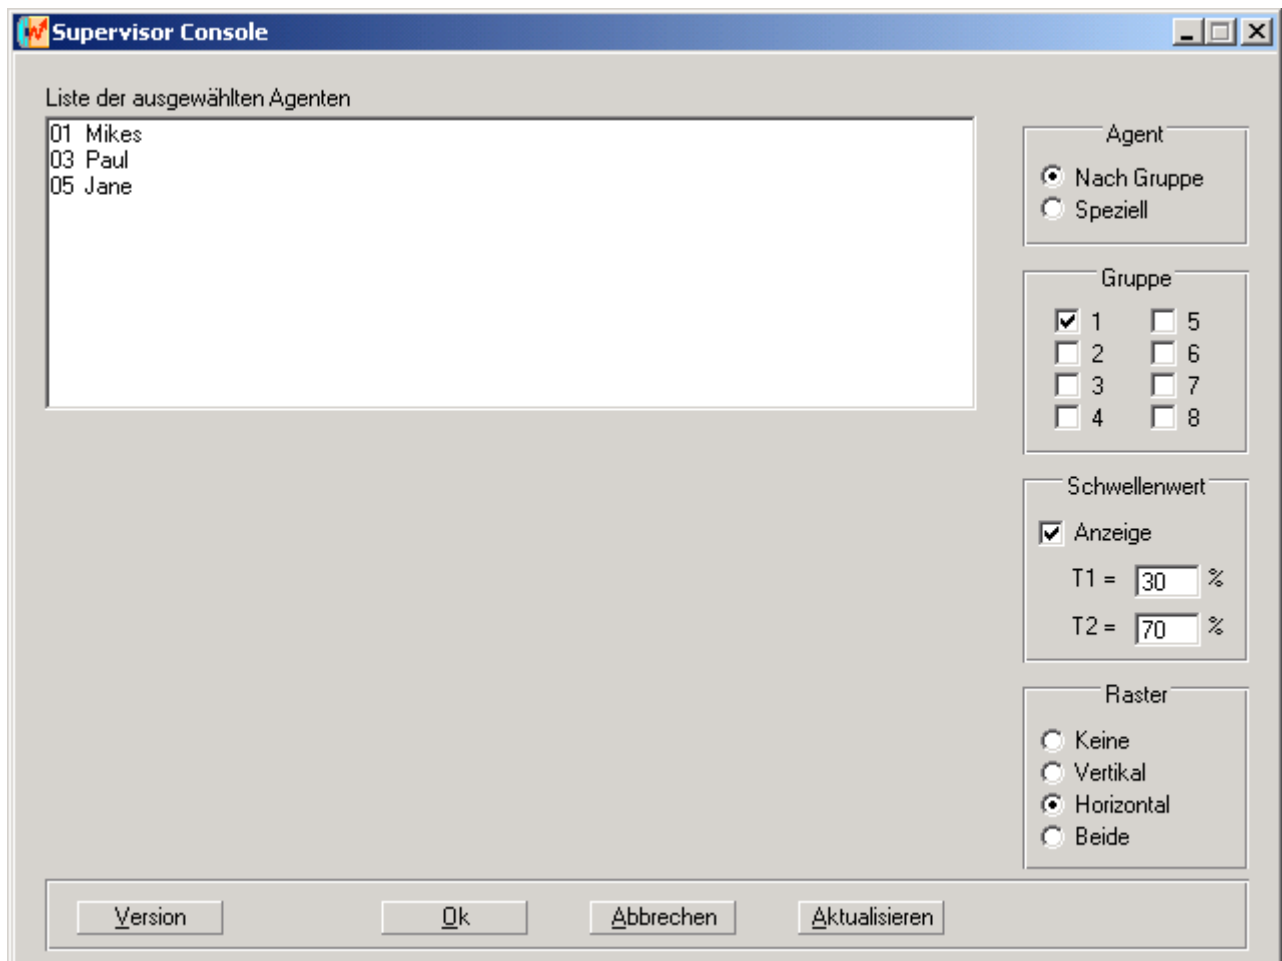 Supervisor Console
Liste der ausgewählten Agenten
01 Mikes
03 Paul
05 Jane
Agent
Nach Gruppe
Speziell
Gruppe
1 5
2 6
3 7
4 8
Schwellenwert
Anzeige
T1 = 30 %
T2 = 70 %
Raster
Keine
Vertikal
Horizontal
Beide
Version Ok Abbrechen Aktualisieren